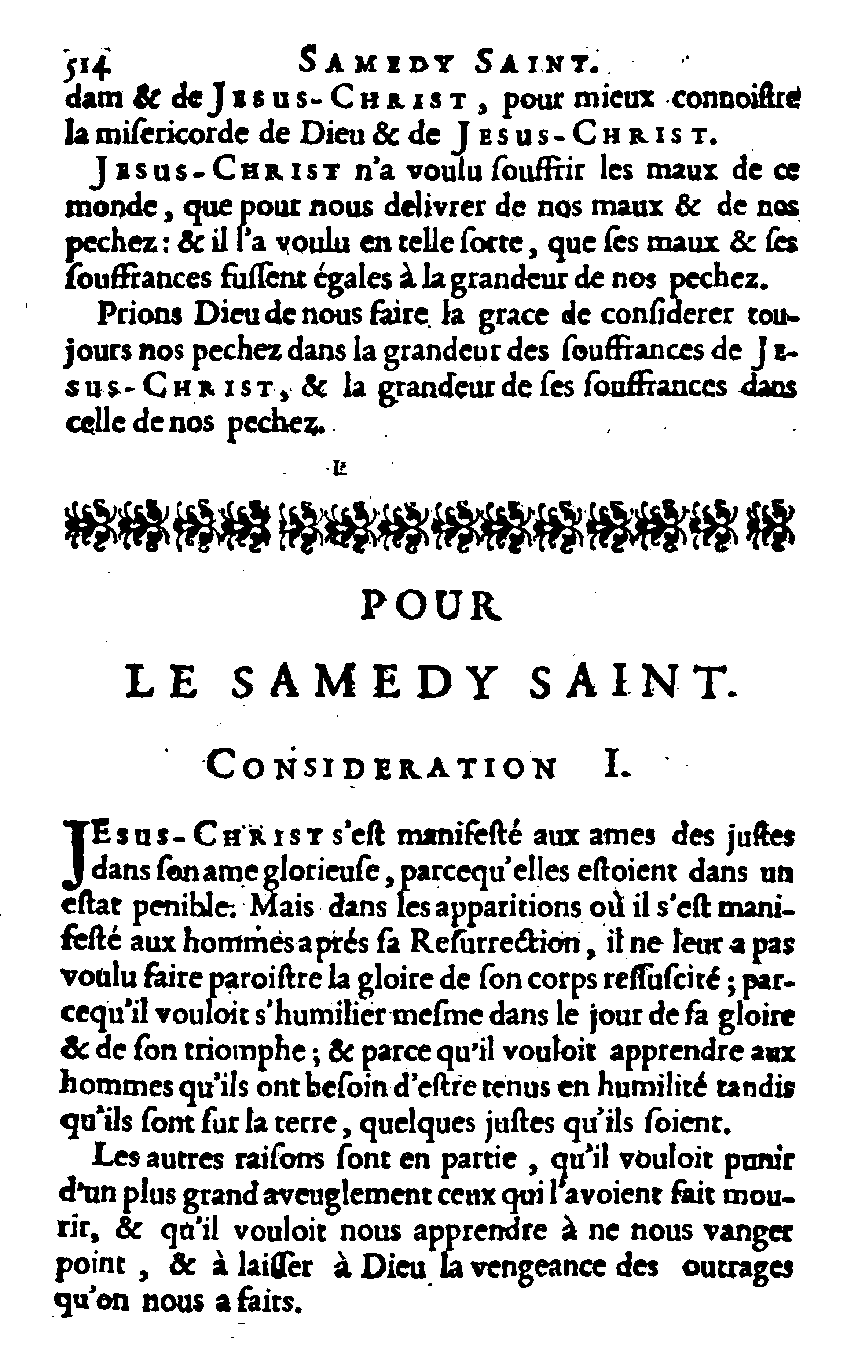 514 SAMEDY SAINT.
dam & de JESUS-CHRIST, pour mieux connoiſtre
la miſericorde de Dieu & de JESUS-CHRIST.
JESUS-CHRIST n'a voulu ſouffrir les maux de ce
monde, que pour nous delivrer de nos maux & de nos
pechez: & il l'a voulu en telle ſorte, que ſes maux & ſes
ſouffrances fuſſent égales à la grandeur de nos pechez.
Prions Dieu de nous faire la grace de conſiderer tou-
jours nos pechez dans la grandeur des ſouffrances de JE-
SUS-CHRIST, & la grandeur de ſes ſouffrances dans
celle de nos pechez.
POUR
LE SAMEDY SAINT.
CONSIDERATION I.
JESUS-CHRIST s'eſt manifeſté aux ames des juſtes
dans ſon ame glorieuſe, parcequ'elles eſtoient dans un
eſtat penible. Mais dans les apparitions où il s'eſt mani-
feſté aux hommes aprés ſa Reſurrection, il ne leur a pas
voulu faire paroiſtre la gloire de ſon corps reſſuſcité; par-
cequ'il vouloit s'humilier meſme dans le jour de ſa gloire
& de ſon triomphe; & parce qu'il vouloit apprendre aux
hommes qu'ils ont beſoin d'eſtre tenus en humilité tandis
qu'ils ſont ſur la terre, quelques juſtes qu'ils ſoient.
Les autres raiſons ſont en partie, qu'il vouloit punir
d'un plus grand aveuglement ceux qui l'avoient fait mou-
rir, & qu'il vouloit nous apprendre à ne nous vanger
point, & à laiſſer à Dieu la vengeance des outrages
qu'on nous a faits.